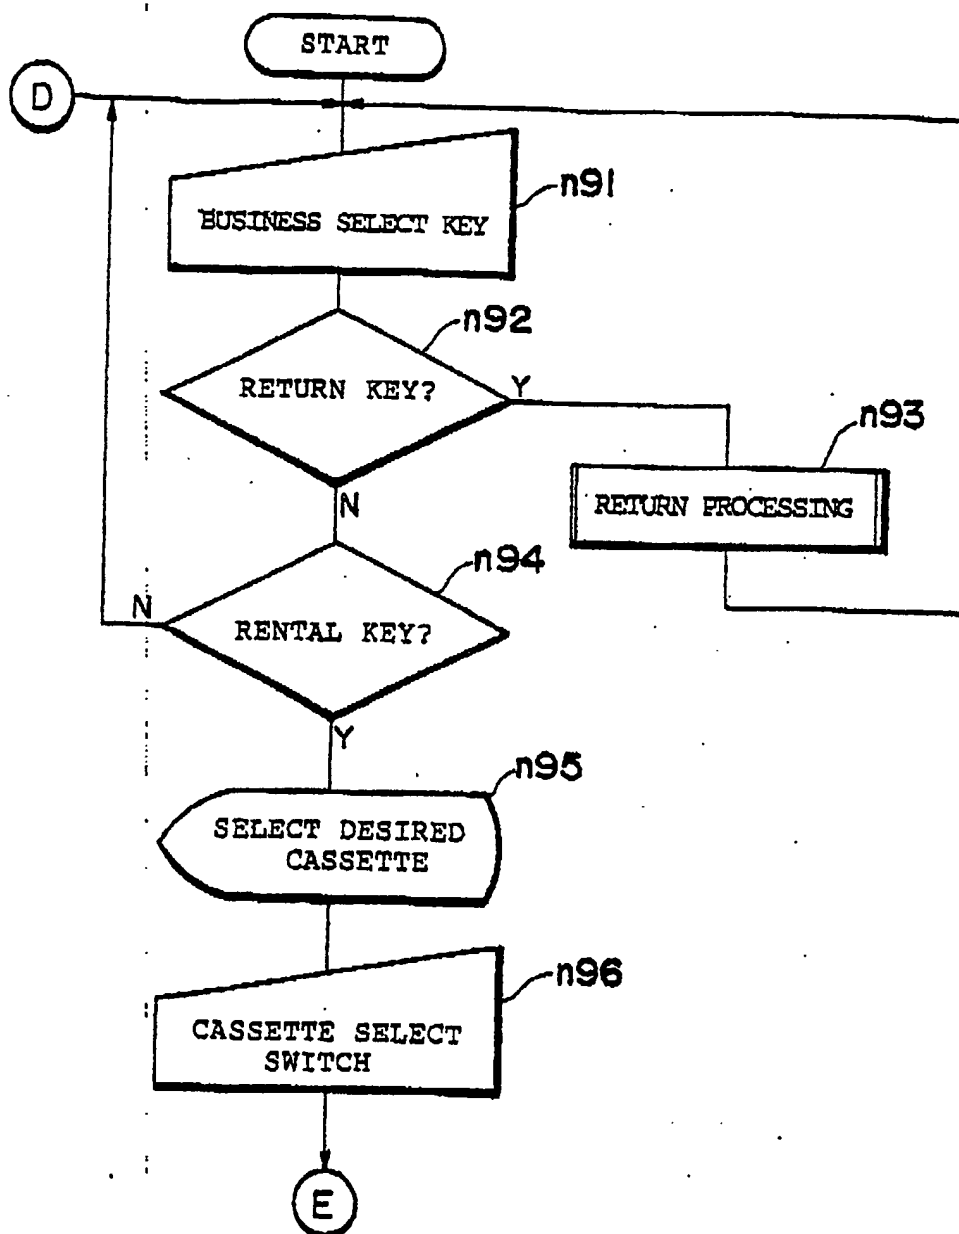 START
D
n91
BUSINESS SELECT KEY
n92
RETURN KEY?
Y
n93
RETURN PROCESSING
N
n94
N
RENTAL KEY?
Y
n95
SELECT DESIRED
CASSETTE
n96
CASSETTE SELECT
SWITCH
E